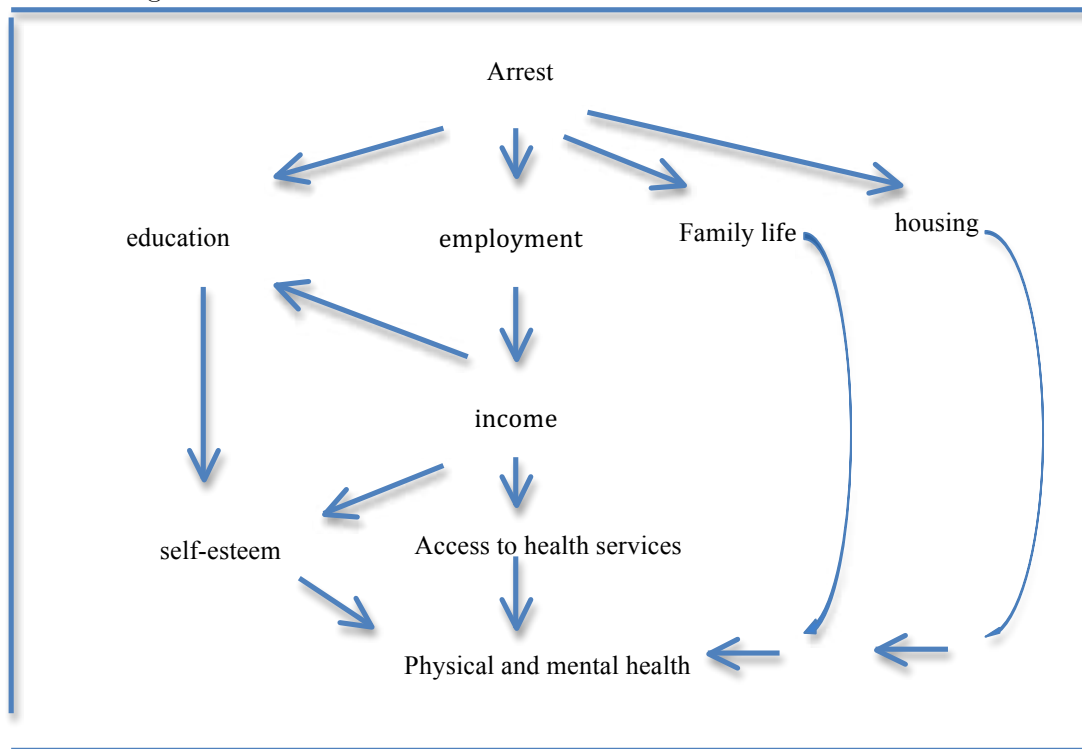 Arrest
education
employment
Family life
housing
income
self-esteem
Access to health services
Physical and mental health